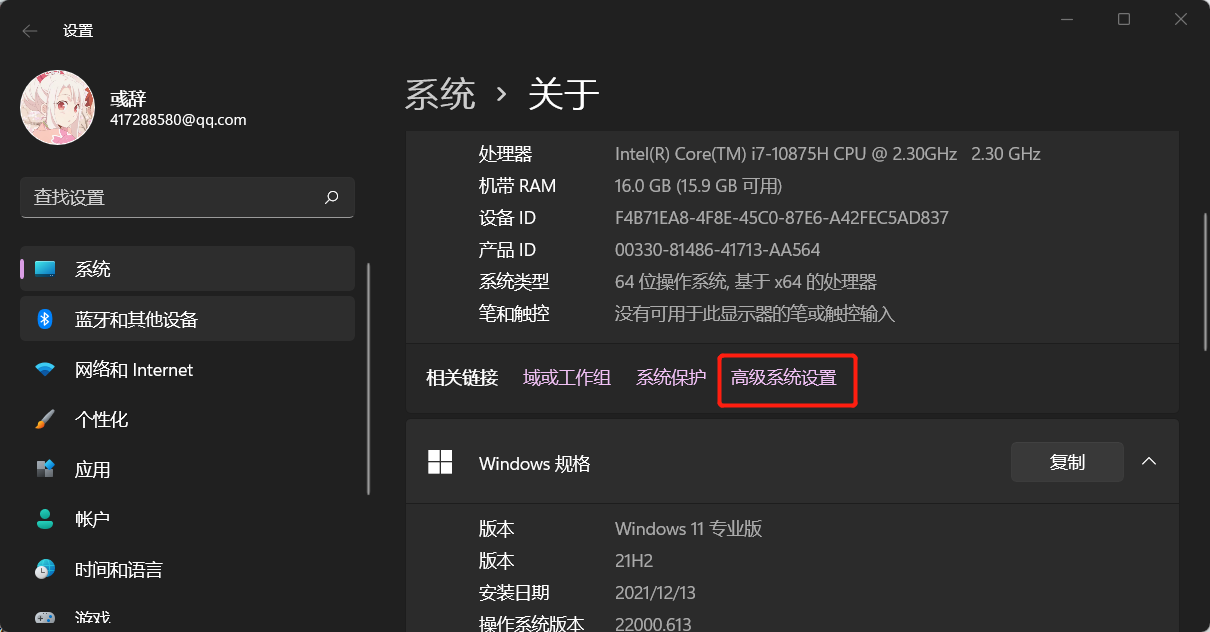 设置
彧辞
417288580@qq.com
查找设置
系统
蓝牙和其他设备
网络和 Internet
个性化
应用
帐户
时间和语言
游戏
系统 › 关于
处理器 Intel(R) Core(TM) i7-10875H CPU @ 2.30GHz 2.30 GHz
机带 RAM 16.0 GB (15.9 GB 可用)
设备 ID F4B71EA8-4F8E-45C0-87E6-A42FEC5AD837
产品 ID 00330-81486-41713-AA564
系统类型 64 位操作系统, 基于 x64 的处理器
笔和触控 没有可用于此显示器的笔或触控输入
相关链接 域或工作组 系统保护 高级系统设置
Windows 规格 复制
版本 Windows 11 专业版
版本 21H2
安装日期 2021/12/13
操作系统版本 22000.613